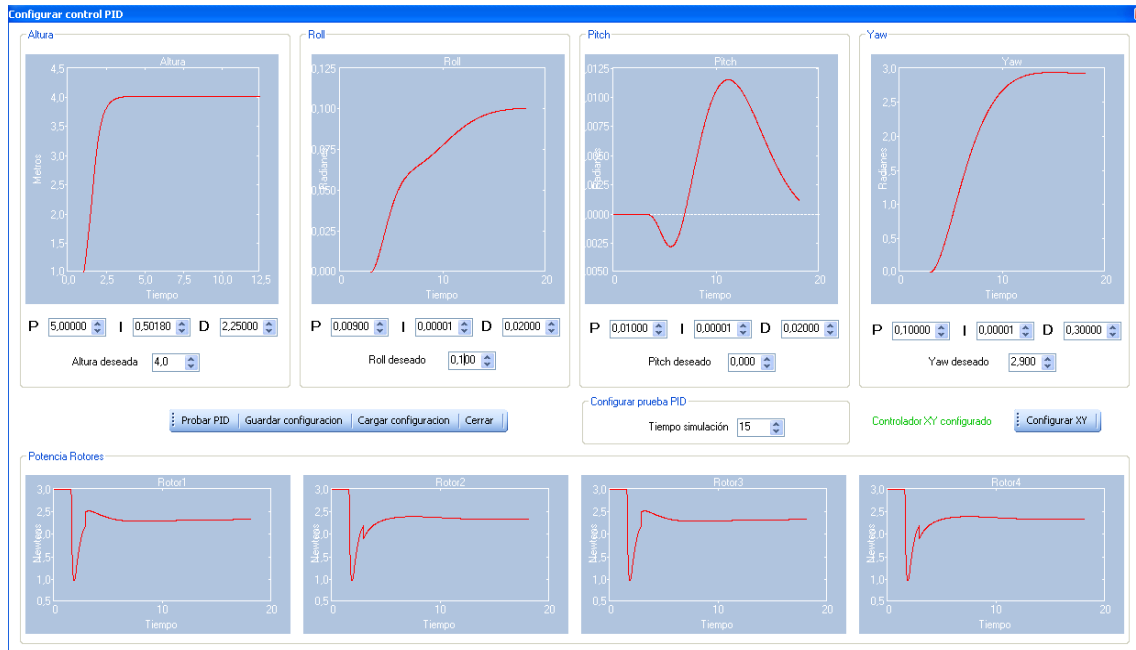 Configurar control PID
Altura
Altura
4,5
4,0
3,5
3,0
2,5
2,0
1,5
1,0
Metros
0,0 2,5 5,0 7,5 10,0 12,5
Tiempo
P 5,00000 I 0,50180 D 2,25000
Altura deseada 4,0
Roll
Roll
0,125
0,100
0,075
0,050
0,025
0,000
Radianes
0 10 20
Tiempo
P 0,00900 I 0,00001 D 0,02000
Roll deseado 0,100
Pitch
Pitch
,0125
,0100
,0075
,0050
,0025
,0000
,0025
,0050
Radianes
0 10 20
Tiempo
P 0,01000 I 0,00001 D 0,02000
Pitch deseado 0,000
Yaw
Yaw
3,0
2,5
2,0
1,5
1,0
0,5
0,0
Radianes
0 10 20
Tiempo
P 0,10000 I 0,00001 D 0,30000
Yaw deseado 2,900
Probar PID Guardar configuracion Cargar configuracion Cerrar
Configurar prueba PID
Tiempo simulación 15
Controlador XY configurado
Configurar XY
Potencia Rotores
Rotor1
3,0
2,5
2,0
1,5
1,0
0,5
Newtons
0 10 20
Tiempo
Rotor2
3,0
2,5
2,0
1,5
1,0
0,5
Newtons
0 10 20
Tiempo
Rotor3
3,0
2,5
2,0
1,5
1,0
0,5
Newtons
0 10 20
Tiempo
Rotor4
3,0
2,5
2,0
1,5
1,0
0,5
Newtons
0 10 20
Tiempo